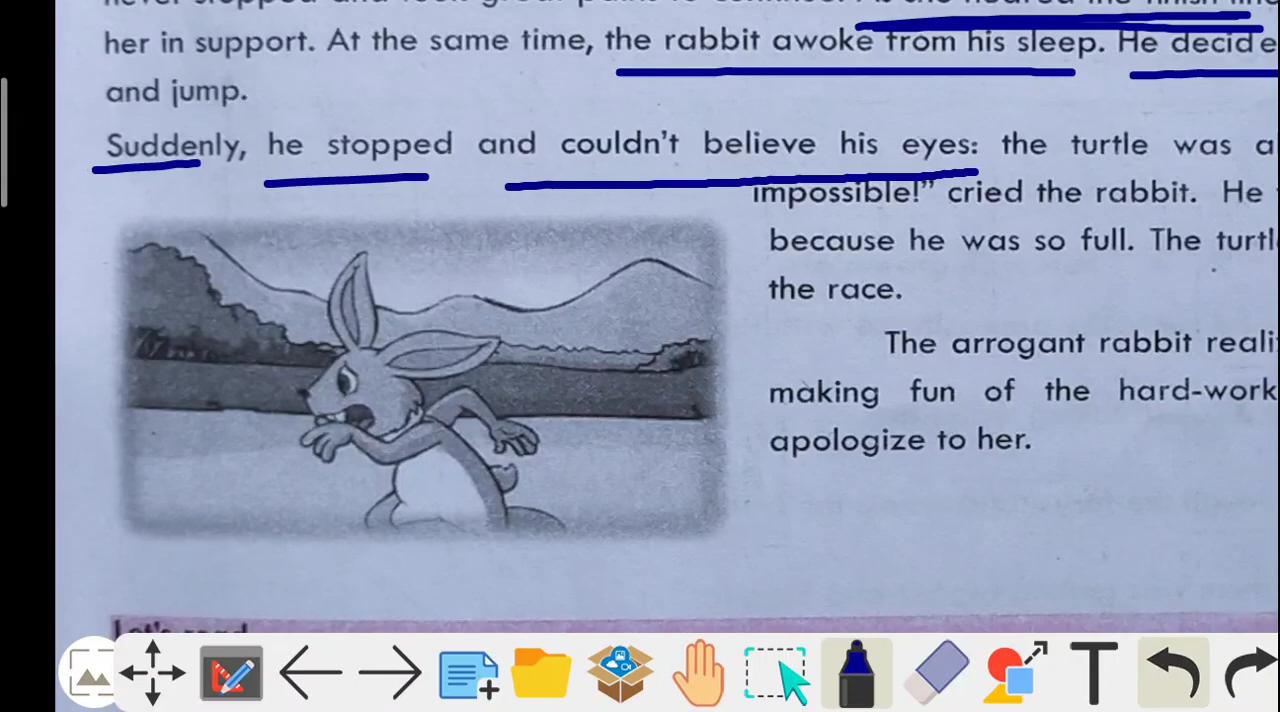 her in support. At the same time, the rabbit awoke from his sleep. He decide
and jump.
Suddenly, he stopped and couldn't believe his eyes: the turtle was a
impossible!" cried the rabbit. He
because he was so full. The turtl
the race.
The arrogant rabbit reali
making fun of the hard-work
apologize to her.
Let's read